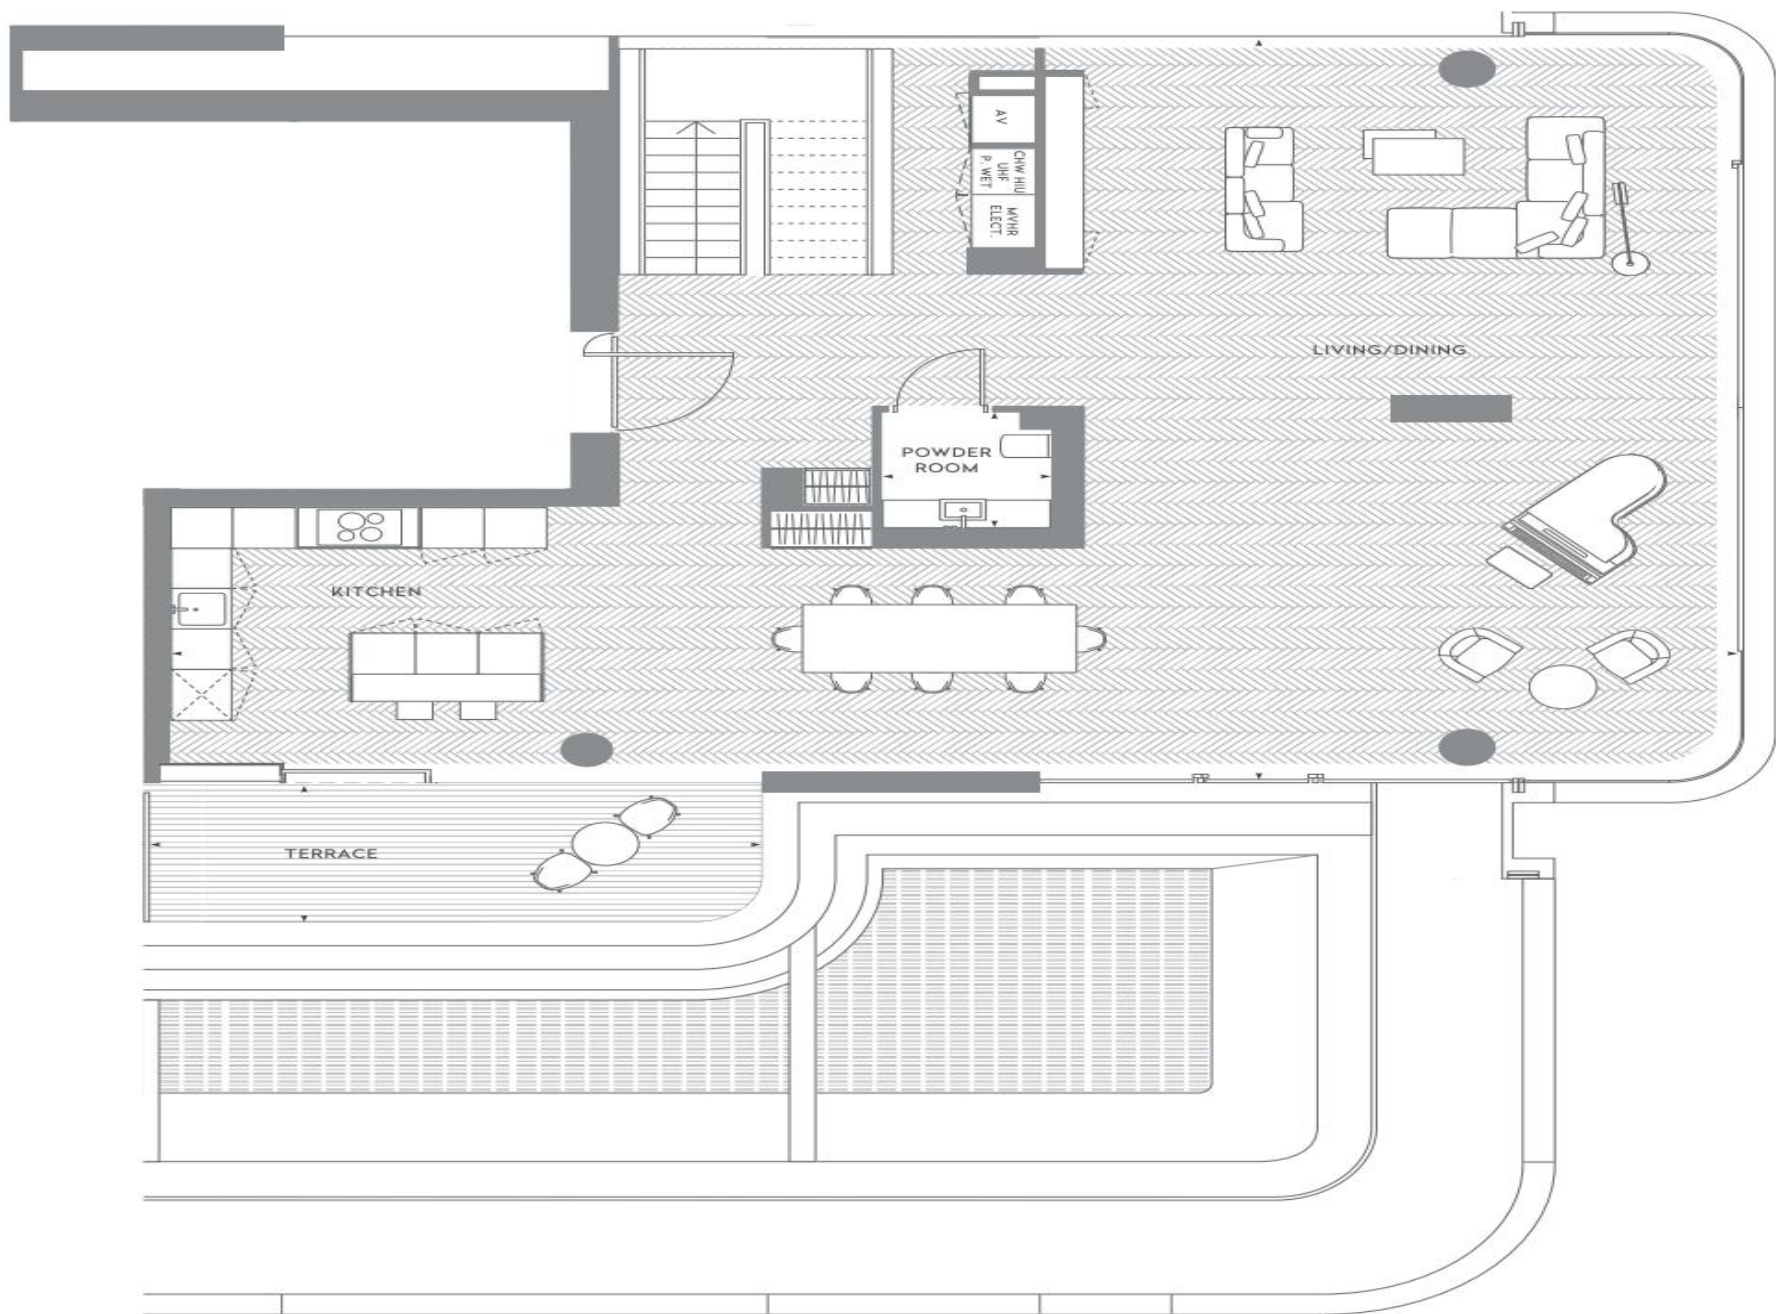 AV
CHW HIU
UHF
P. WET
MVHR
ELECT.
LIVING/DINING
POWDER
ROOM
KITCHEN
TERRACE